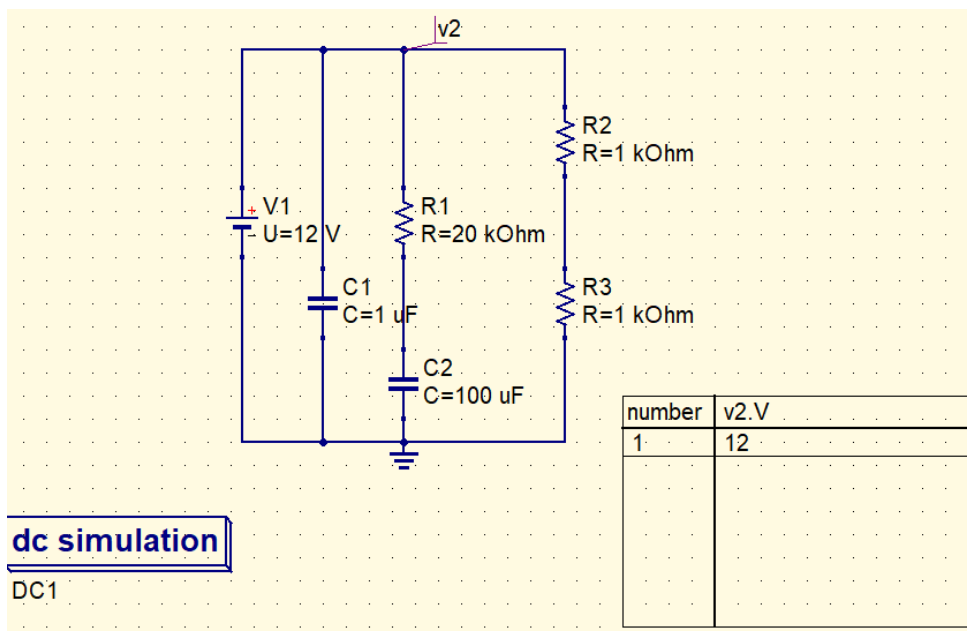 v2
R2
R=1 kOhm
+ V1
- U=12 V
R1
R=20 kOhm
C1
C=1 uF
R3
R=1 kOhm
C2
C=100 uF
number v2.V
1 12
dc simulation
DC1